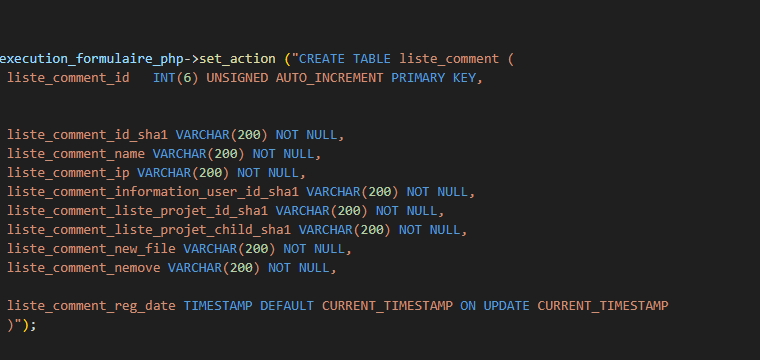 execution_formulaire_php->set_action ("CREATE TABLE liste_comment (
liste_comment_id   INT(6) UNSIGNED AUTO_INCREMENT PRIMARY KEY,
liste_comment_id_sha1 VARCHAR(200) NOT NULL,
liste_comment_name VARCHAR(200) NOT NULL,
liste_comment_ip VARCHAR(200) NOT NULL,
liste_comment_information_user_id_sha1 VARCHAR(200) NOT NULL,
liste_comment_liste_projet_id_sha1 VARCHAR(200) NOT NULL,
liste_comment_liste_projet_child_sha1 VARCHAR(200) NOT NULL,
liste_comment_new_file VARCHAR(200) NOT NULL,
liste_comment_nemove VARCHAR(200) NOT NULL,
liste_comment_reg_date TIMESTAMP DEFAULT CURRENT_TIMESTAMP ON UPDATE CURRENT_TIMESTAMP
)");